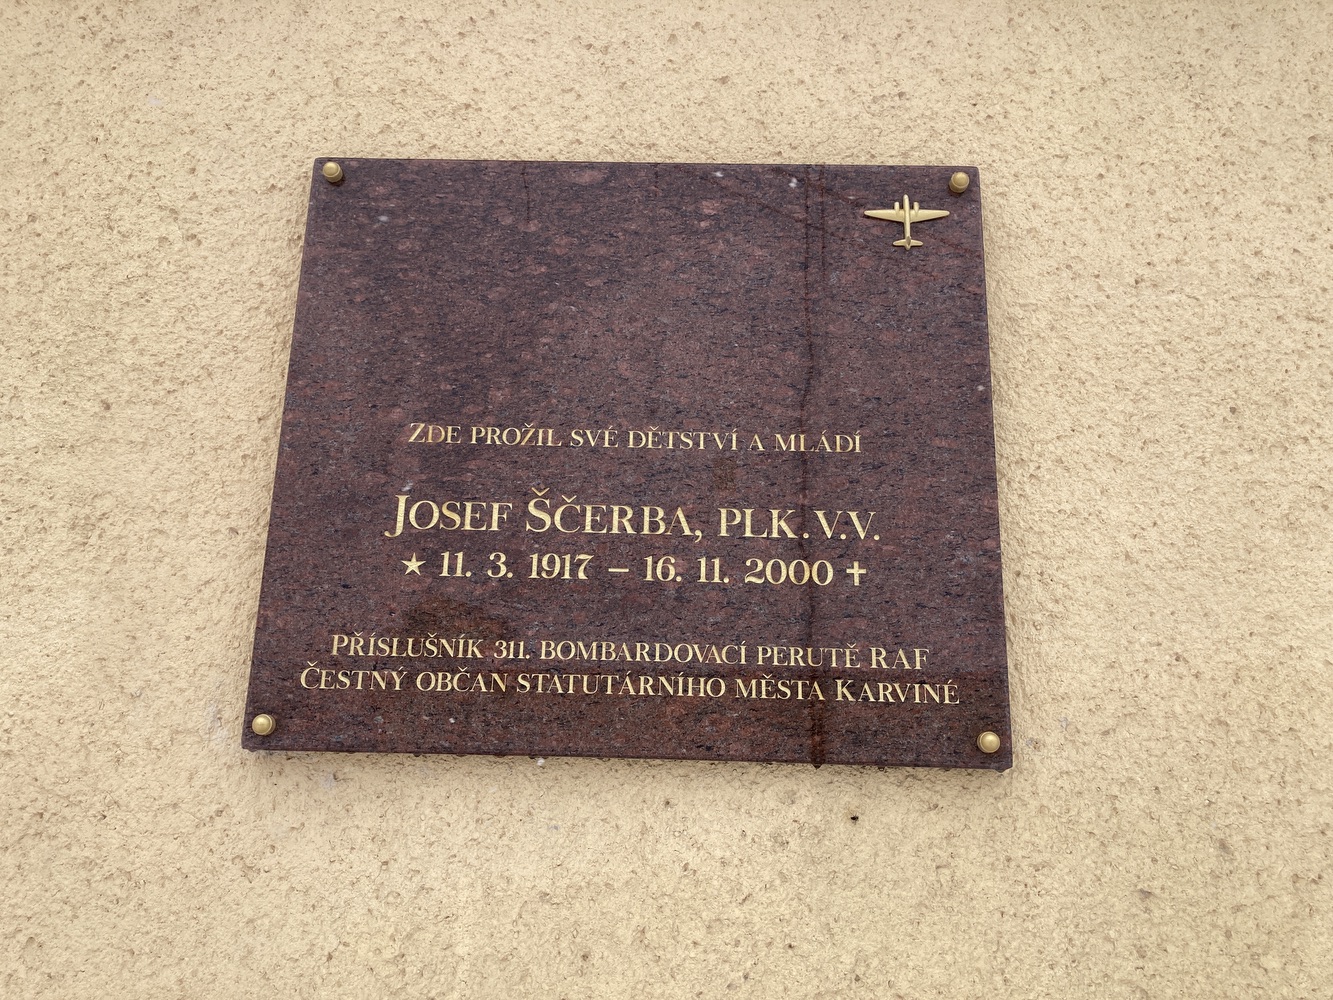 ZDE PROŽIL SVÉ DĚTSTVÍ A MLÁDÍ
JOSEF ŠČERBA, PLK. V.V.
★ 11. 3. 1917 – 16. 11. 2000 ✝
PŘÍSLUŠNÍK 311. BOMBARDOVACÍ PERUTĚ RAF
ČESTNÝ OBČAN STATUTÁRNÍHO MĚSTA KARVINÉ